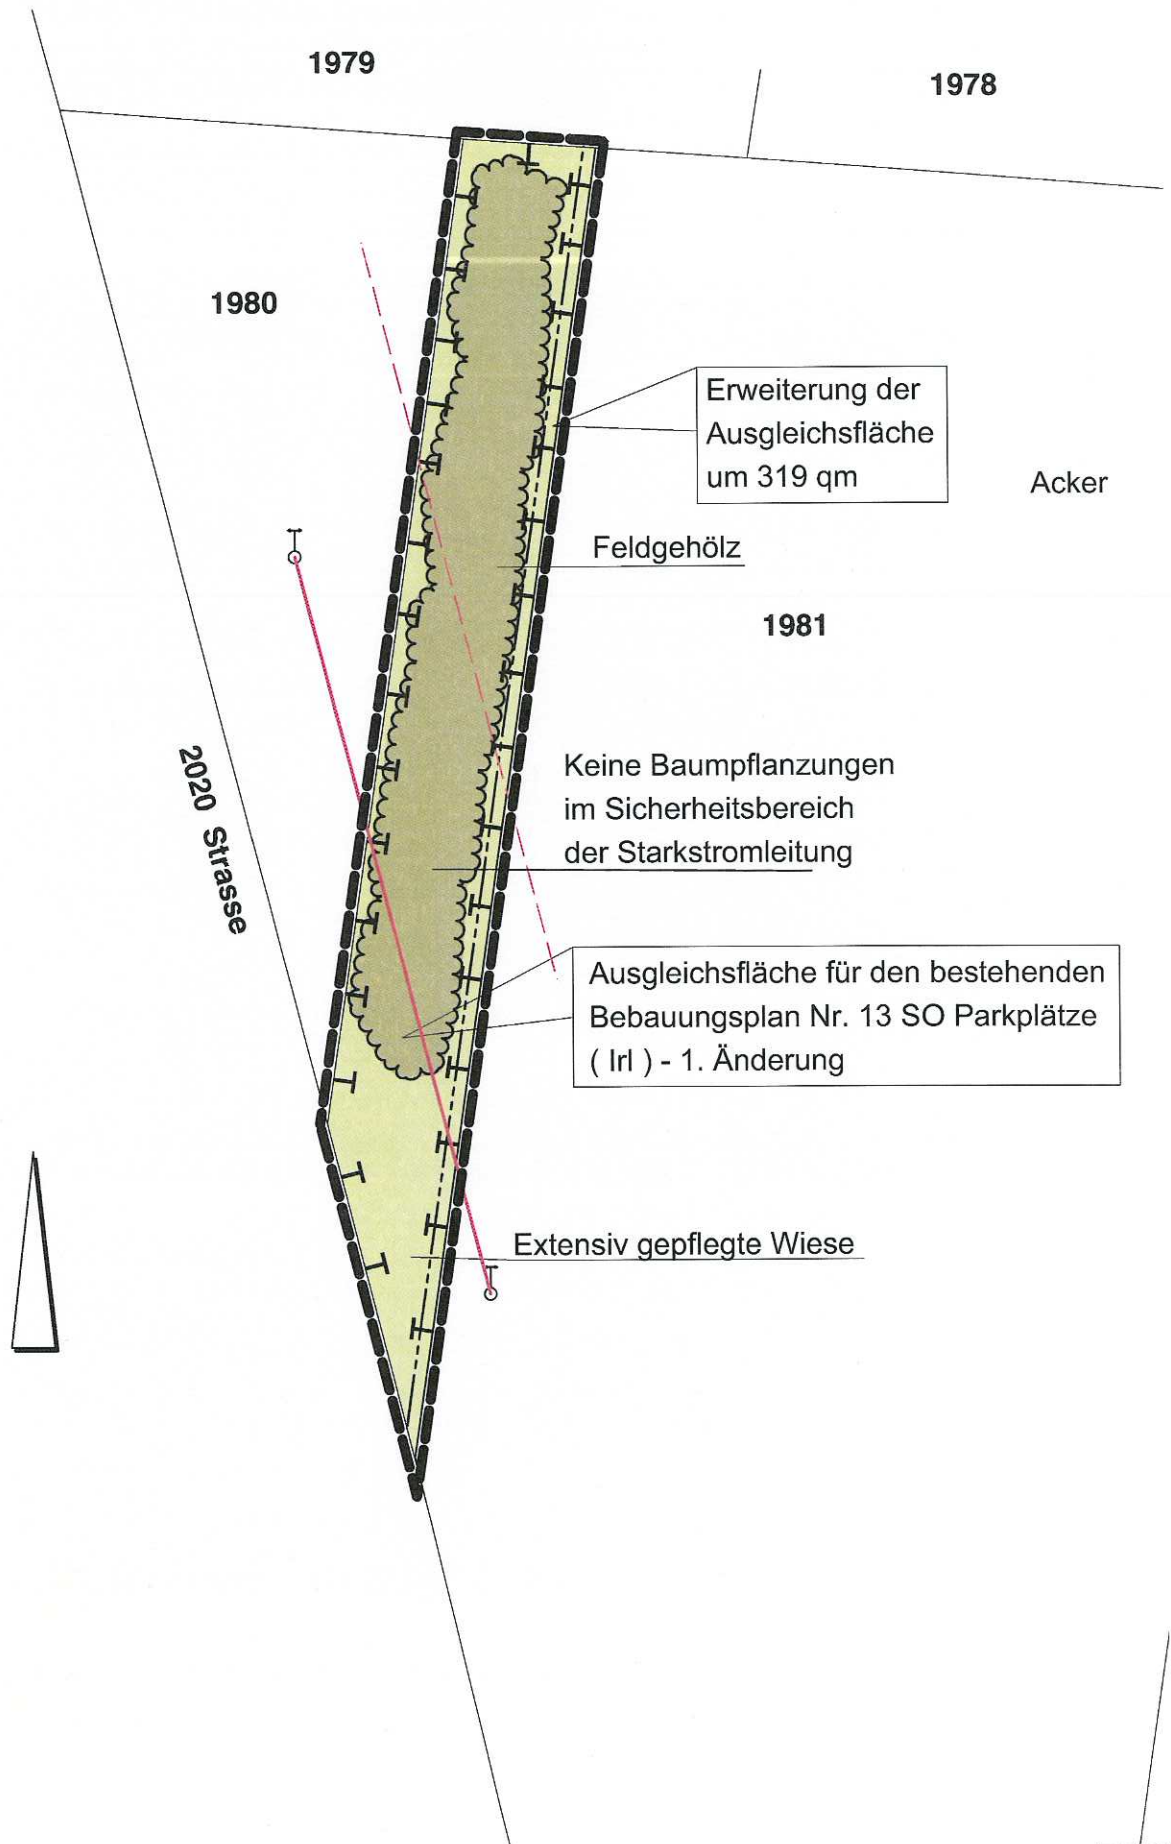 1979
1978
1980
Erweiterung der
Ausgleichsfläche
um 319 qm
Acker
Feldgehölz
1981
2020 Strasse
Keine Baumpflanzungen
im Sicherheitsbereich
der Starkstromleitung
Ausgleichsfläche für den bestehenden
Bebauungsplan Nr. 13 SO Parkplätze
( Irl ) - 1. Änderung
Extensiv gepflegte Wiese